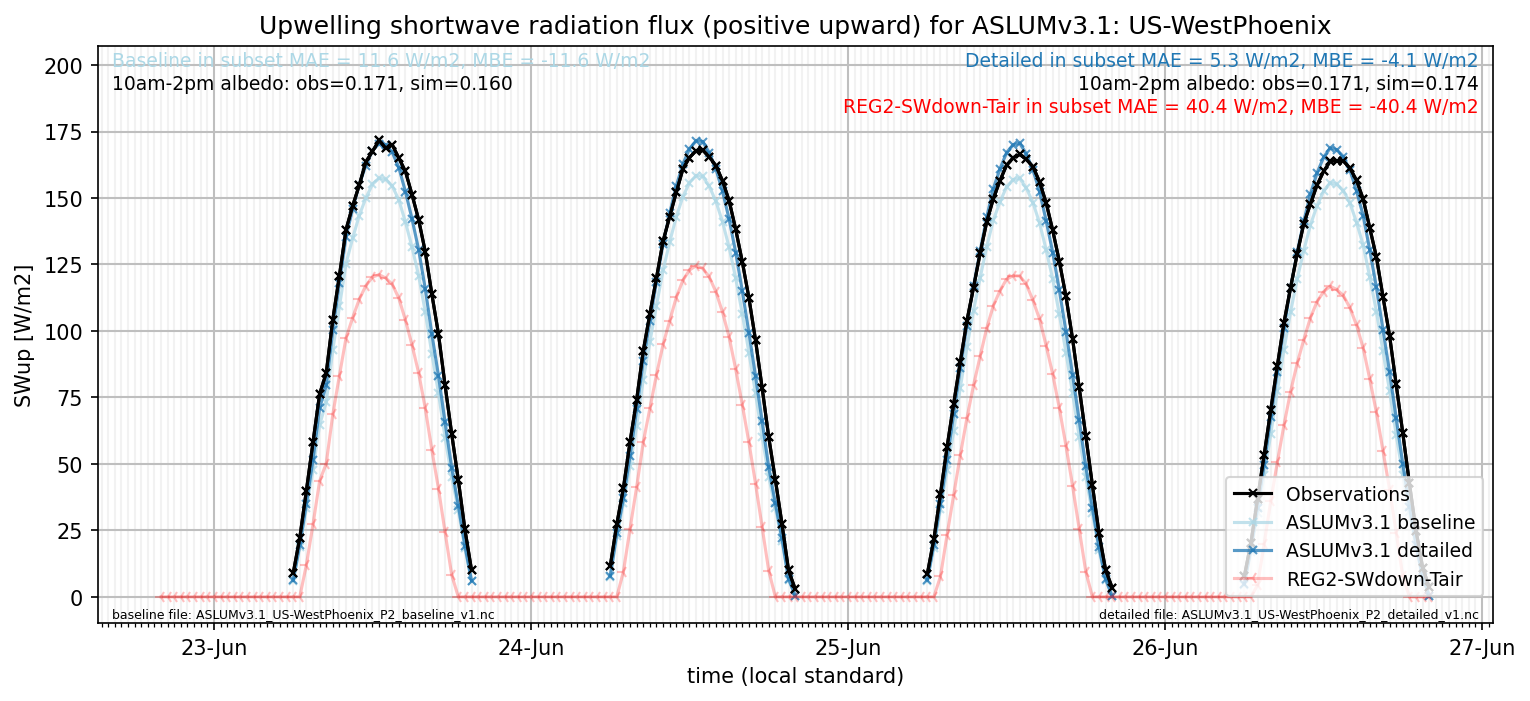 Upwelling shortwave radiation flux (positive upward) for ASLUMv3.1: US-WestPhoenix
Baseline in subset MAE = 11.6 W/m2, MBE = -11.6 W/m2
10am-2pm albedo: obs=0.171, sim=0.160
Detailed in subset MAE = 5.3 W/m2, MBE = -4.1 W/m2
10am-2pm albedo: obs=0.171, sim=0.174
REG2-SWdown-Tair in subset MAE = 40.4 W/m2, MBE = -40.4 W/m2
SWup [W/m2]
200
175
150
125
100
75
50
25
0
Observations
ASLUMv3.1 baseline
ASLUMv3.1 detailed
REG2-SWdown-Tair
baseline file: ASLUMv3.1_US-WestPhoenix_P2_baseline_v1.nc
detailed file: ASLUMv3.1_US-WestPhoenix_P2_detailed_v1.nc
23-Jun
24-Jun
25-Jun
26-Jun
27-Jun
time (local standard)